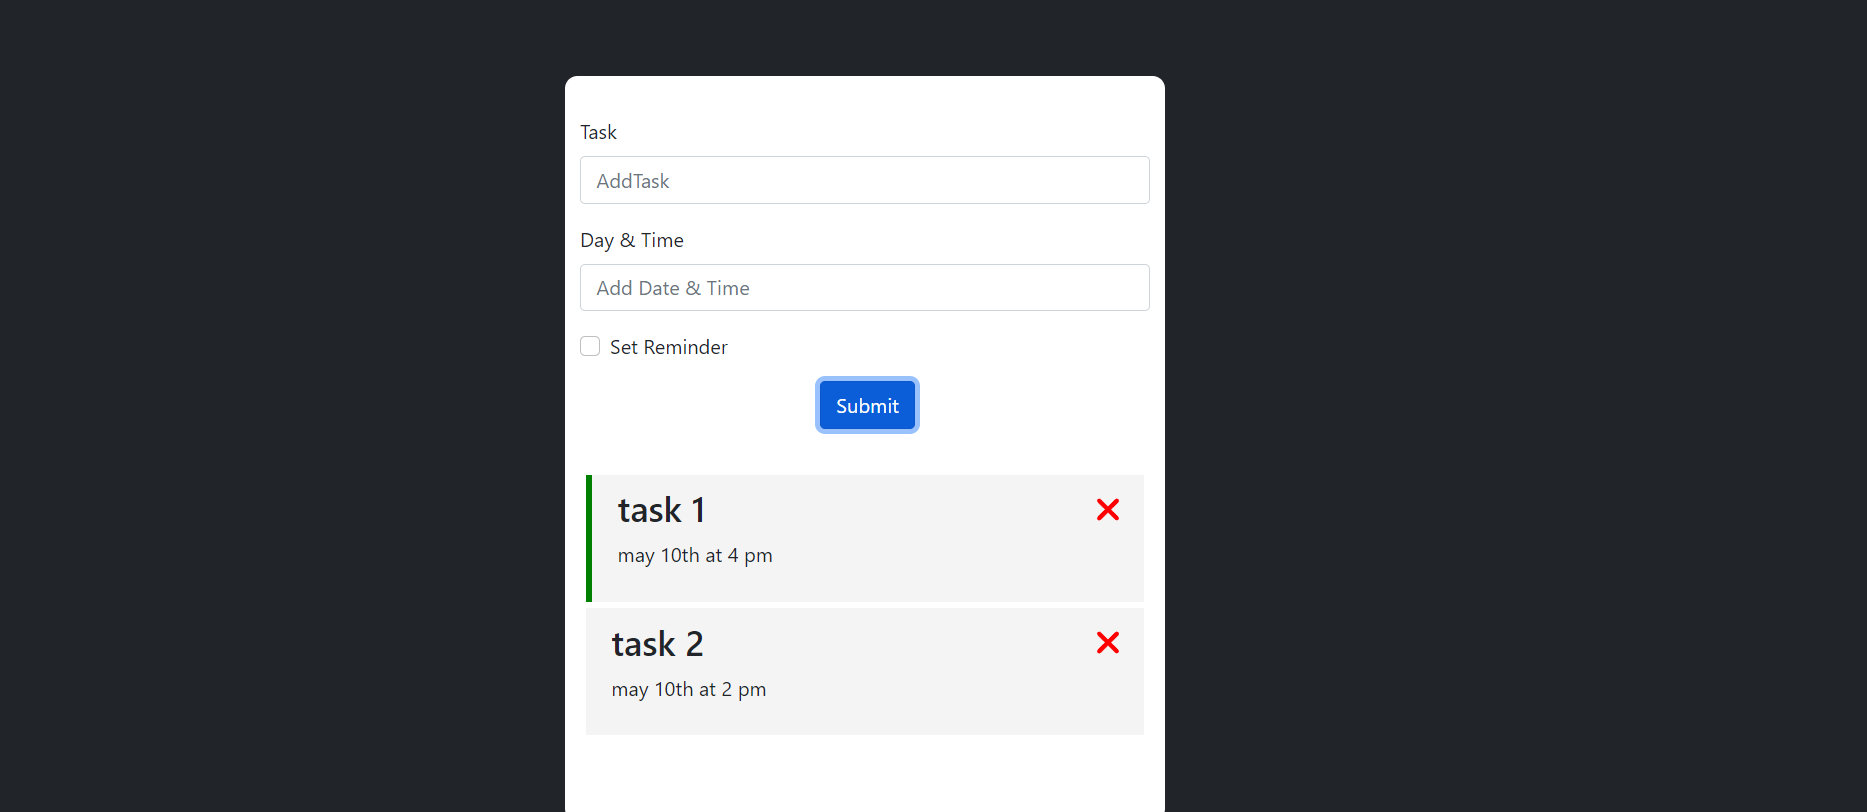 Task
AddTask
Day & Time
Add Date & Time
Set Reminder
Submit
task 1
may 10th at 4 pm
task 2
may 10th at 2 pm